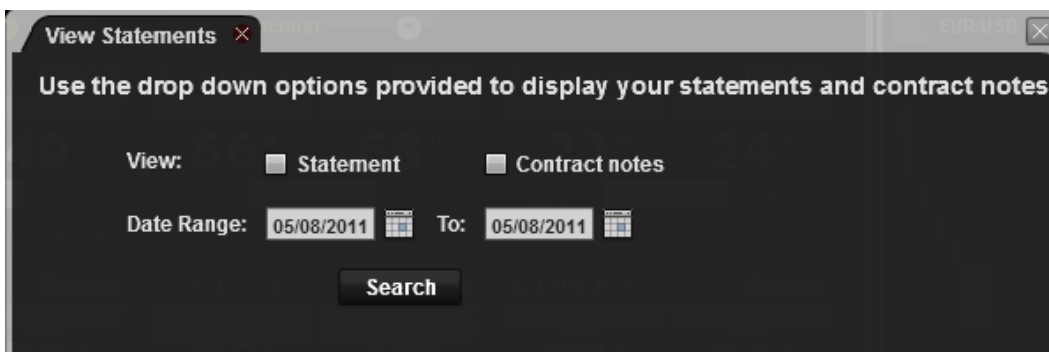 View Statements
EUR/USD
Use the drop down options provided to display your statements and contract notes
View: Statement Contract notes
Date Range: 05/08/2011 To: 05/08/2011
Search